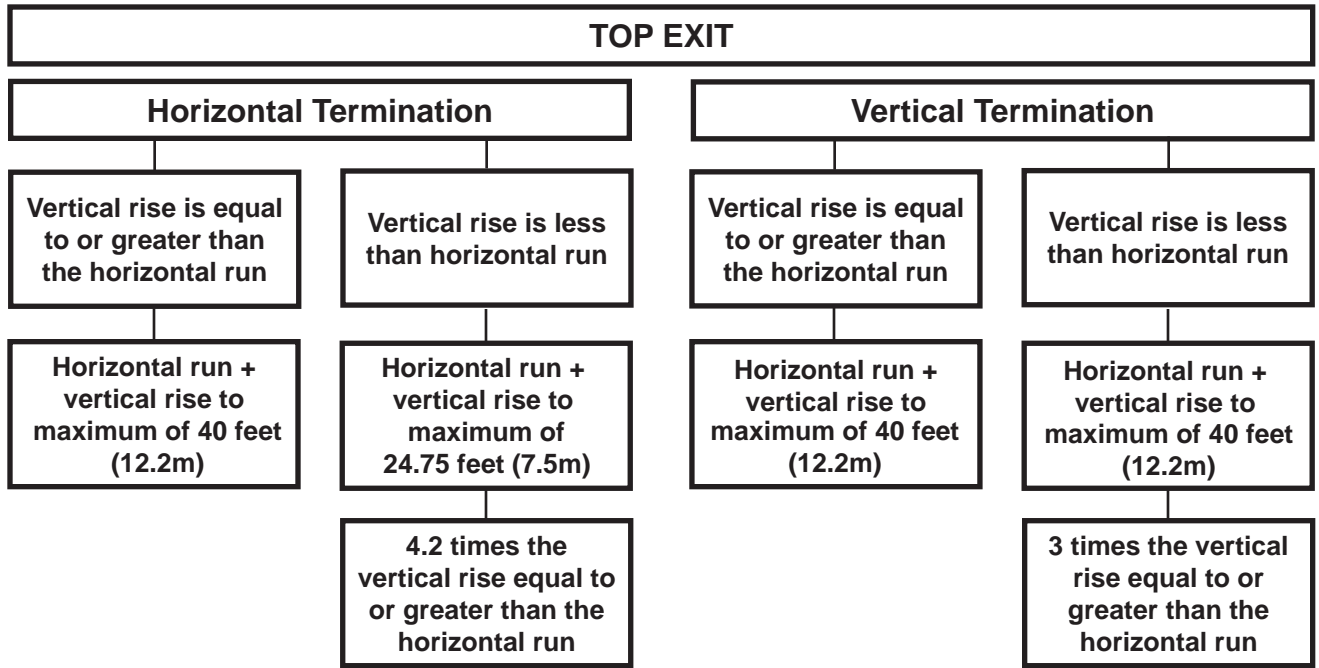 TOP EXIT
Horizontal Termination
Vertical rise is equal
to or greater than
the horizontal run
Horizontal run +
vertical rise to
maximum of 40 feet
(12.2m)
Vertical rise is less
than horizontal run
Horizontal run +
vertical rise to
maximum of
24.75 feet (7.5m)
4.2 times the
vertical rise equal to
or greater than the
horizontal run
Vertical Termination
Vertical rise is equal
to or greater than
the horizontal run
Horizontal run +
vertical rise to
maximum of 40 feet
(12.2m)
Vertical rise is less
than horizontal run
Horizontal run +
vertical rise to
maximum of 40 feet
(12.2m)
3 times the vertical
rise equal to or
greater than the
horizontal run